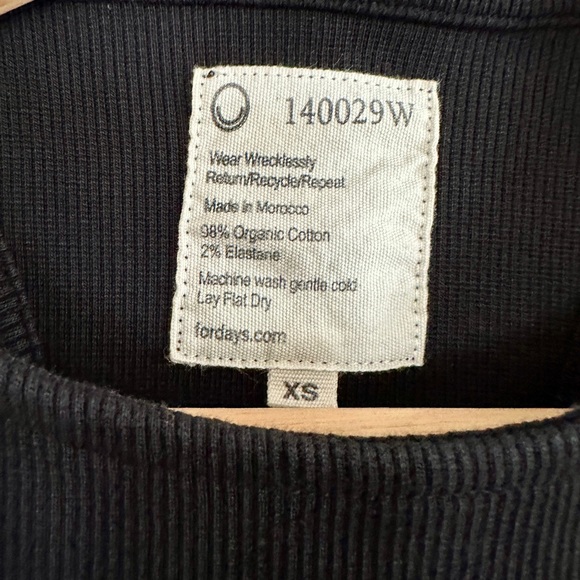 140029W
Wear Wrecklessly
Return/Recycle/Repeat
Made in Morocco
98% Organic Cotton
2% Elastane
Machine wash gentle cold
Lay Flat Dry
fordays.com
XS